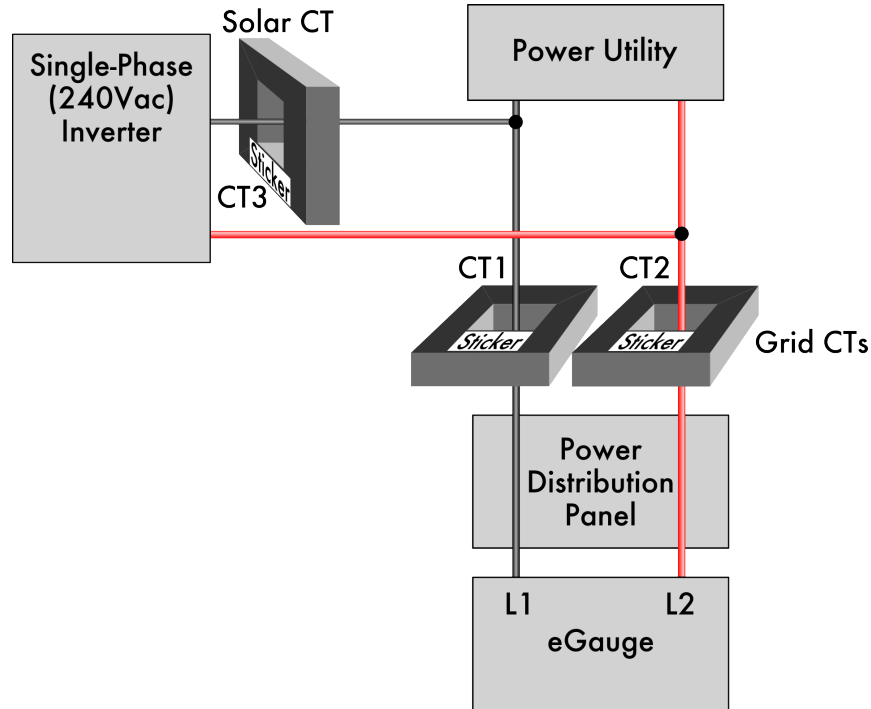 Solar CT
Single-Phase
(240Vac)
Inverter
Power Utility
Sticker
CT3
CT1
CT2
Sticker
Sticker
Grid CTs
Power
Distribution
Panel
L1
L2
eGauge